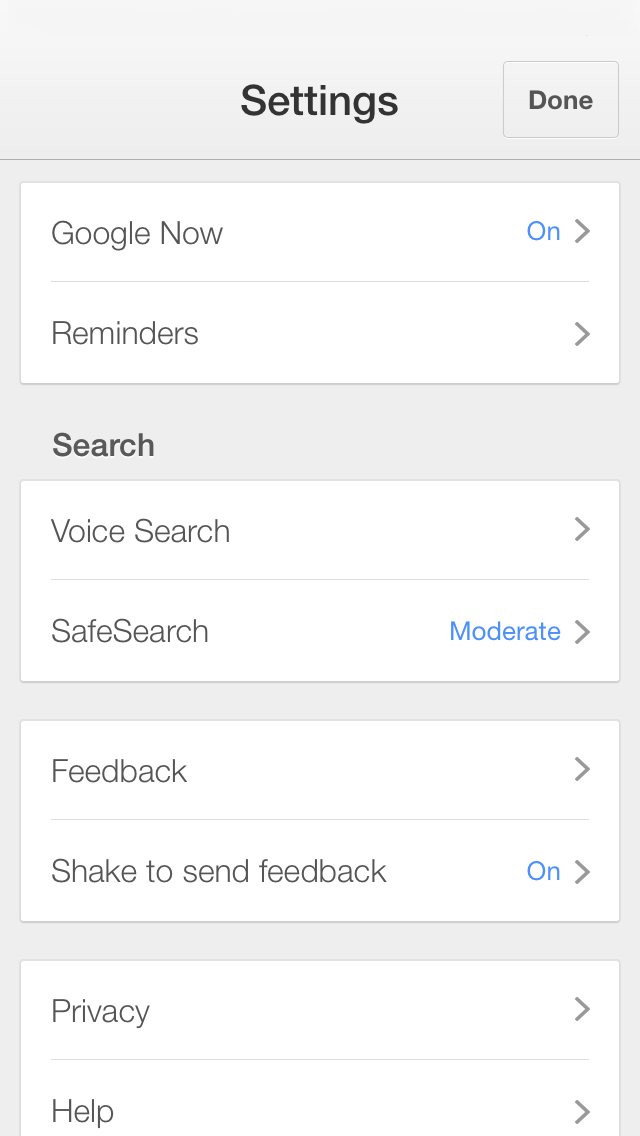 Settings
Done
Google Now On
Reminders
Search
Voice Search
SafeSearch Moderate
Feedback
Shake to send feedback On
Privacy
Help